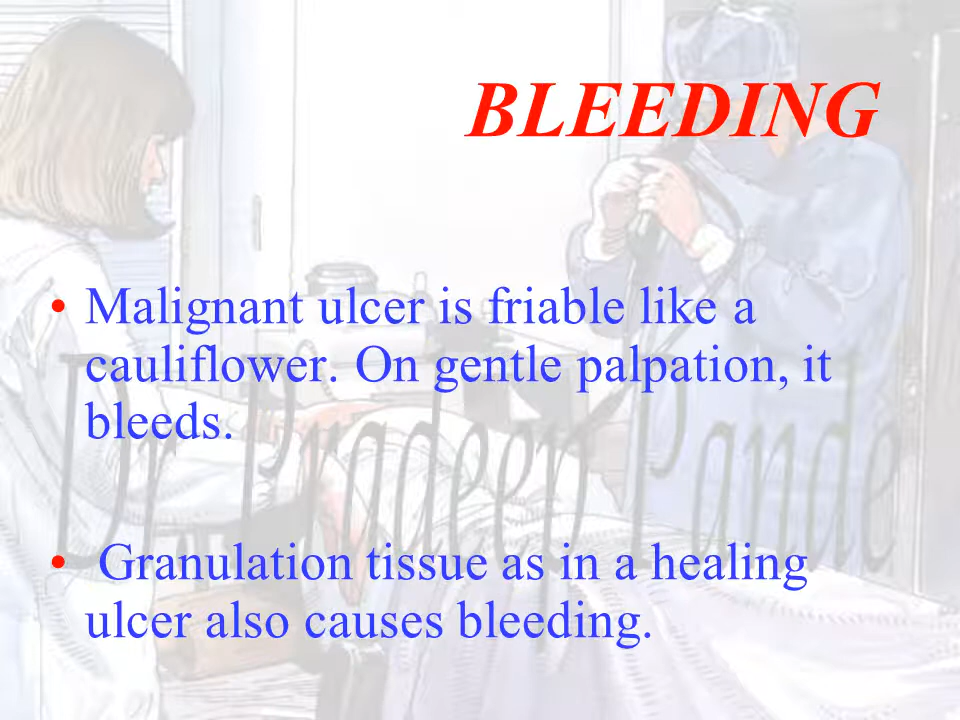 BLEEDING
• Malignant ulcer is friable like a
cauliflower. On gentle palpation, it
bleeds.
• Granulation tissue as in a healing
ulcer also causes bleeding.
Dr Pradeep Pande